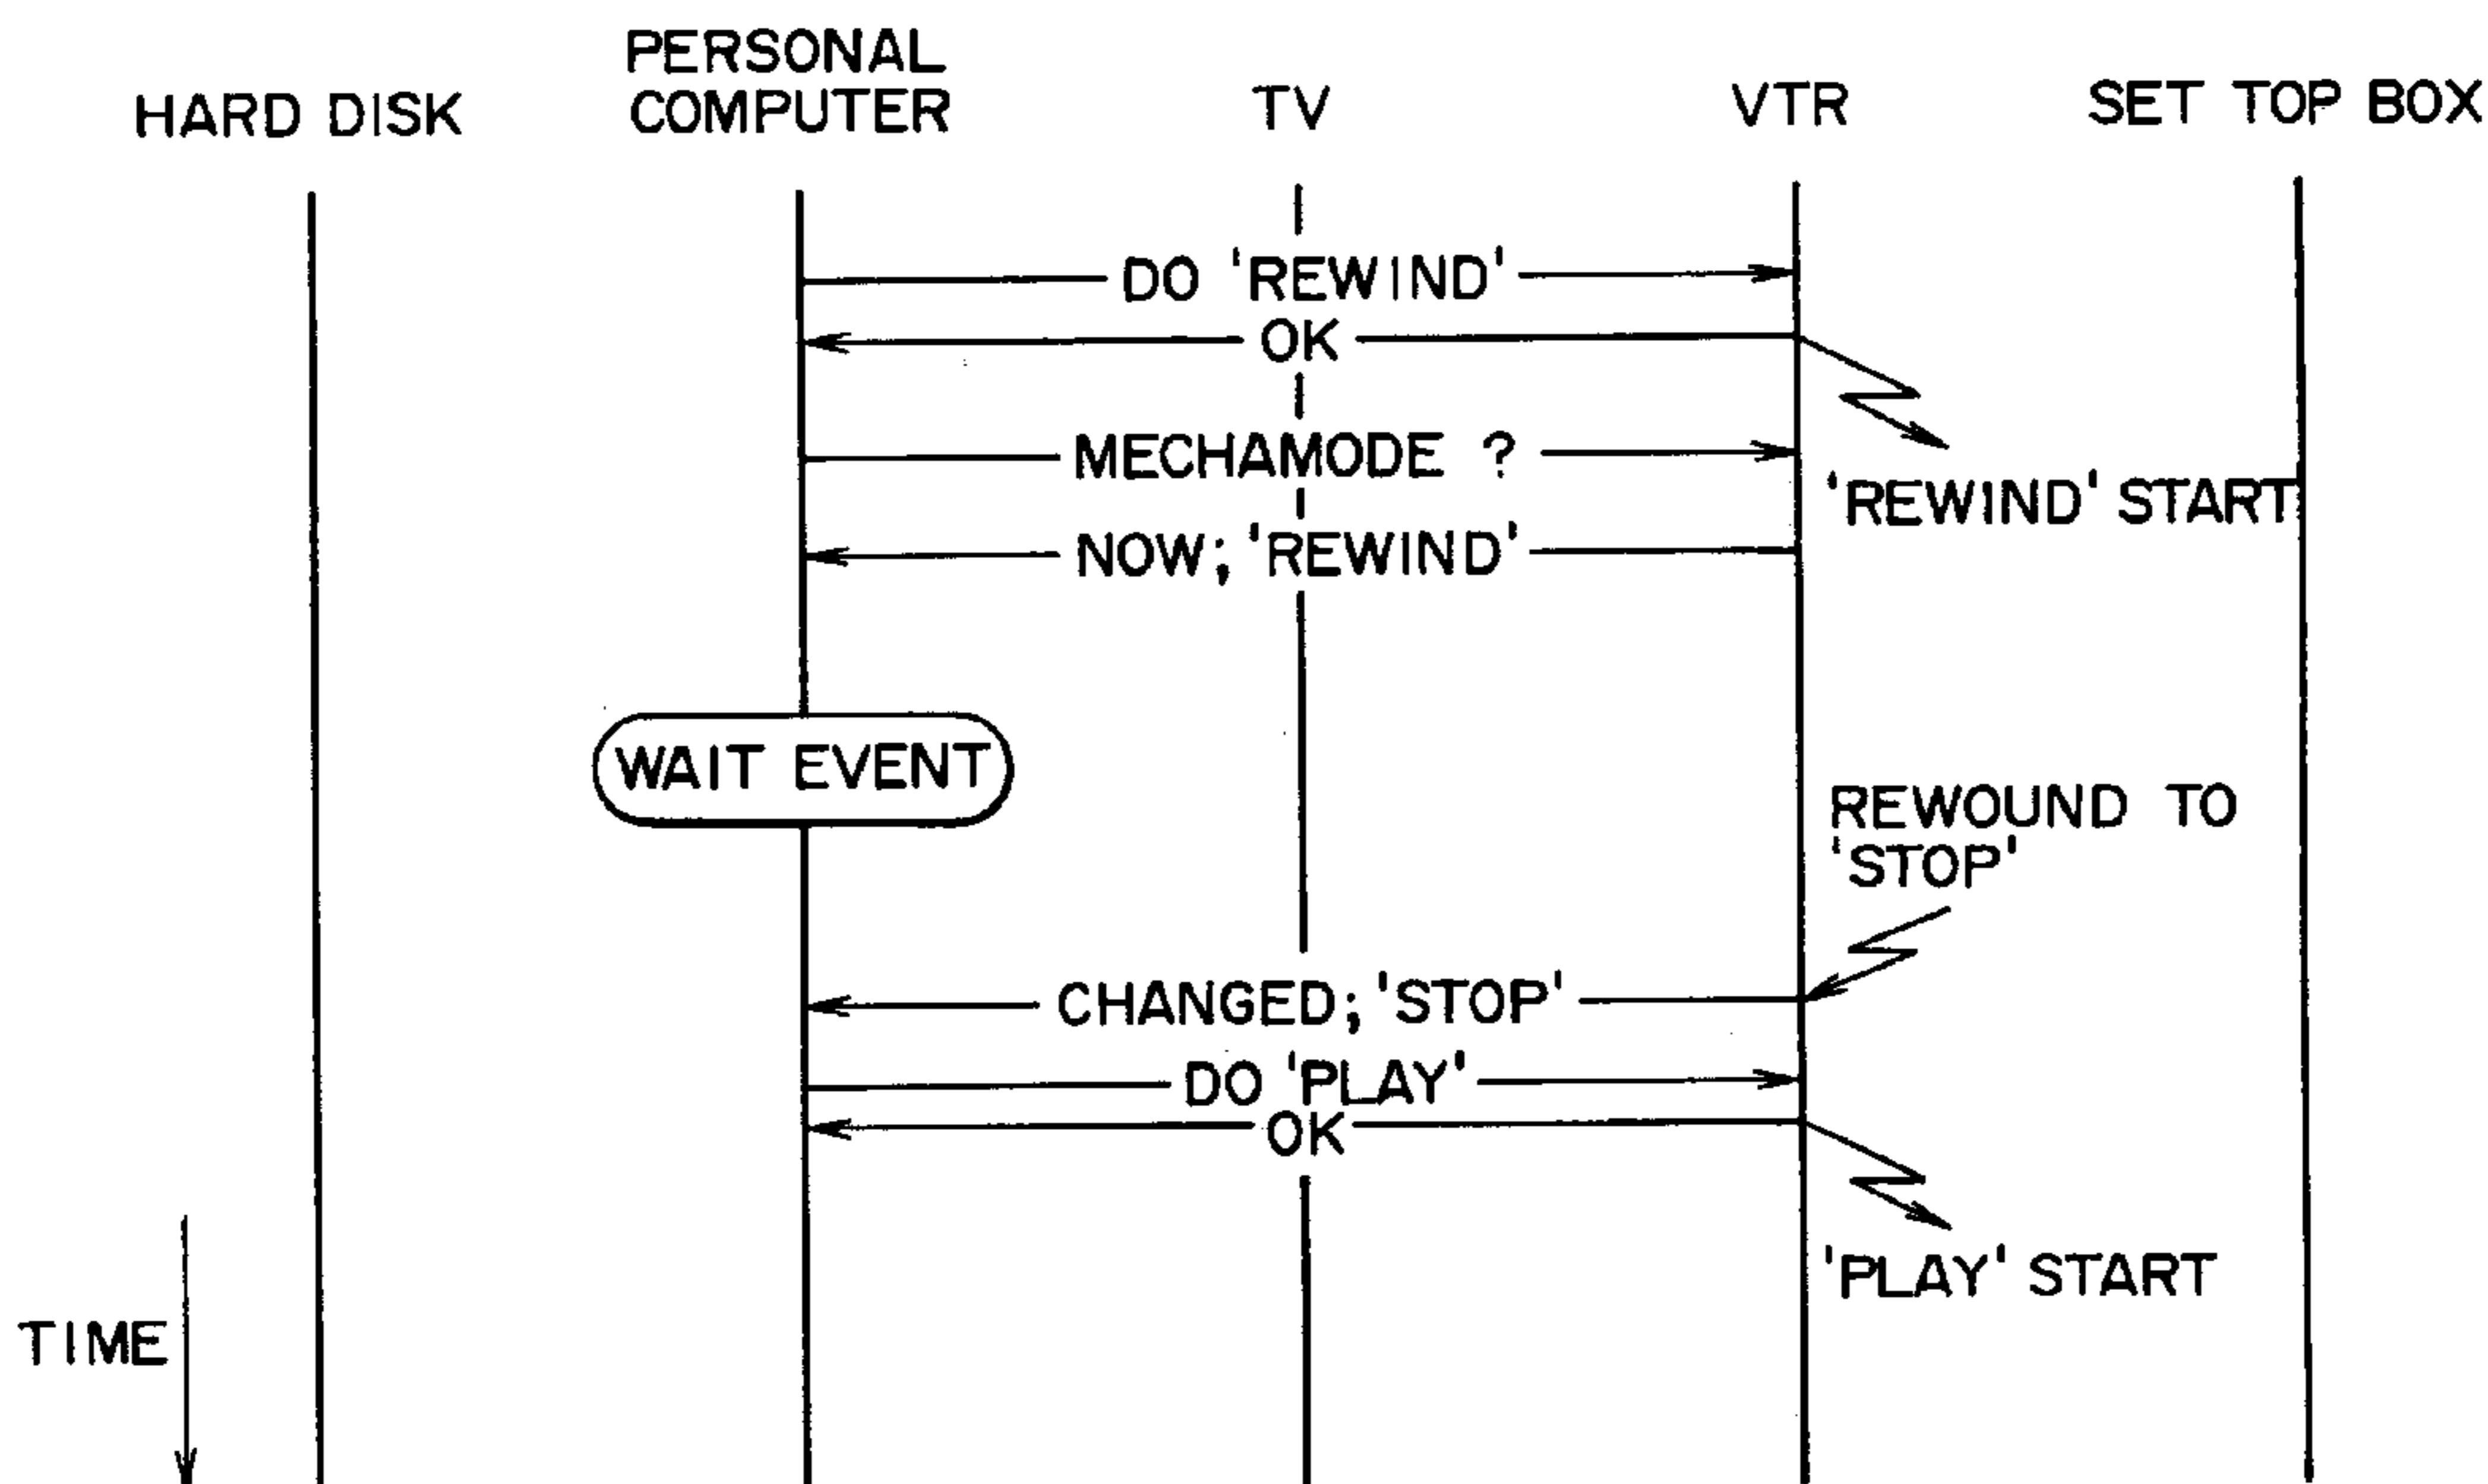 PERSONAL
COMPUTER
HARD DISK
TV
VTR
SET TOP BOX
DO 'REWIND'
OK
MECHAMODE ?
'REWIND' START
NOW; 'REWIND'
WAIT EVENT
REWOUND TO
'STOP'
CHANGED; 'STOP'
DO 'PLAY'
OK
'PLAY' START
TIME